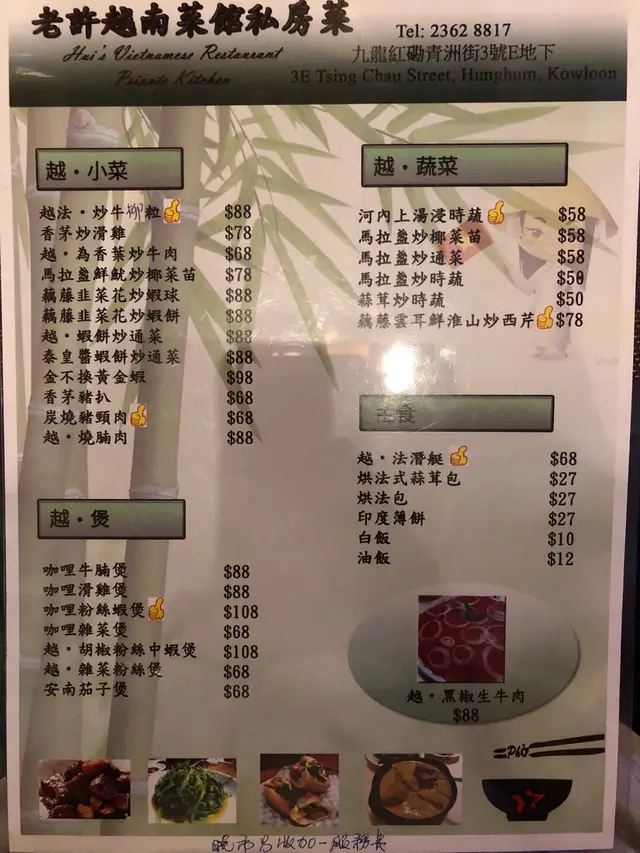 老許越南菜館私房菜
Hui's Vietnamese Restaurant
Private Kitchen
Tel: 2362 8817
九龍紅磡青洲街3號E地下
3E Tsing Chau Street, Hunghum, Kowloon
越・小菜
越法・炒牛柳粒 $88
香茅炒滑雞 $78
越・為香葉炒牛肉 $68
馬拉盞鮮魷炒椰菜苗 $78
藕藤韭菜花炒蝦球 $88
藕藤韭菜花炒蝦餅 $88
越・蝦餅炒通菜 $88
泰皇醬蝦餅炒通菜 $88
金不換黃金蝦 $98
香茅豬扒 $68
炭燒豬頸肉 $68
越・燒腩肉 $88
越・煲
咖哩牛腩煲 $88
咖哩滑雞煲 $88
咖哩粉絲蝦煲 $108
咖哩雜菜煲 $68
越・胡椒粉絲中蝦煲 $108
越・雜菜粉絲煲 $68
安南茄子煲 $68
越・蔬菜
河內上湯浸時蔬 $58
馬拉盞炒椰菜苗 $58
馬拉盞炒通菜 $58
馬拉盞炒時蔬 $50
蒜茸炒時蔬 $50
藕藤雲耳鮮淮山炒西芹 $78
主食
越・法潛艇 $68
烘法式蒜茸包 $27
烘法包 $27
印度薄餅 $27
白飯 $10
油飯 $12
越・黑椒生牛肉
$88
Phở
晚市另收加一服務費